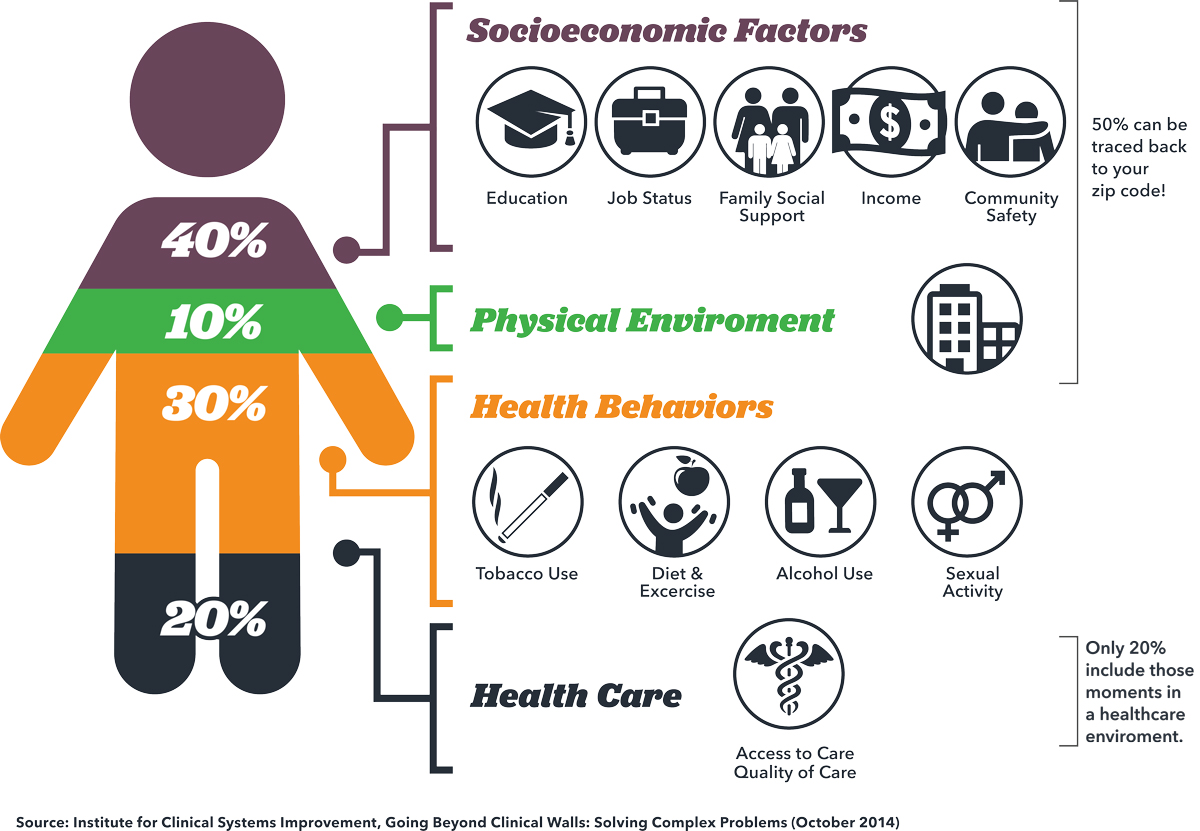 Socioeconomic Factors
Education
Job Status
Family Social
Support
Income
Community
Safety
50% can be
traced back
to your
zip code!
40%
10%
Physical Enviroment
30%
Health Behaviors
Tobacco Use
Diet &
Excercise
Alcohol Use
Sexual
Activity
20%
Health Care
Access to Care
Quality of Care
Only 20%
include those
moments in
a healthcare
enviroment.
$
Source: Institute for Clinical Systems Improvement, Going Beyond Clinical Walls: Solving Complex Problems (October 2014)